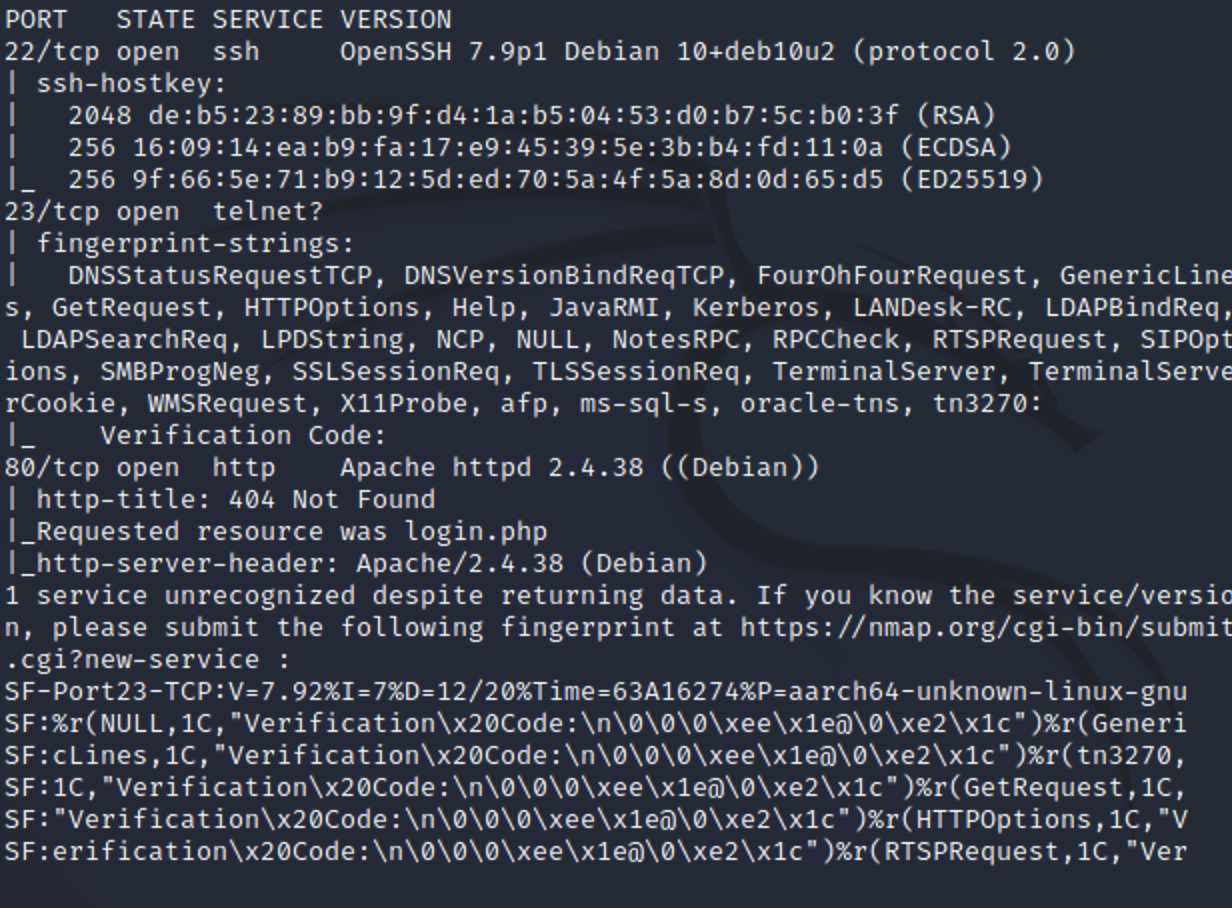 PORT   STATE SERVICE VERSION
22/tcp open  ssh     OpenSSH 7.9p1 Debian 10+deb10u2 (protocol 2.0)
| ssh-hostkey:
|   2048 de:b5:23:89:bb:9f:d4:1a:b5:04:53:d0:b7:5c:b0:3f (RSA)
|   256 16:09:14:ea:b9:fa:17:e9:45:39:5e:3b:b4:fd:11:0a (ECDSA)
|_  256 9f:66:5e:71:b9:12:5d:ed:70:5a:4f:5a:8d:0d:65:d5 (ED25519)
23/tcp open  telnet?
| fingerprint-strings:
|   DNSStatusRequestTCP, DNSVersionBindReqTCP, FourOhFourRequest, GenericLine
s, GetRequest, HTTPOptions, Help, JavaRMI, Kerberos, LANDesk-RC, LDAPBindReq,
 LDAPSearchReq, LPDString, NCP, NULL, NotesRPC, RPCCheck, RTSPRequest, SIPOpt
ions, SMBProgNeg, SSLSessionReq, TLSSessionReq, TerminalServer, TerminalServe
rCookie, WMSRequest, X11Probe, afp, ms-sql-s, oracle-tns, tn3270:
|_    Verification Code:
80/tcp open  http    Apache httpd 2.4.38 ((Debian))
| http-title: 404 Not Found
|_Requested resource was login.php
|_http-server-header: Apache/2.4.38 (Debian)
1 service unrecognized despite returning data. If you know the service/versio
n, please submit the following fingerprint at https://nmap.org/cgi-bin/submit
.cgi?new-service :
SF-Port23-TCP:V=7.92%I=7%D=12/20%Time=63A16274%P=aarch64-unknown-linux-gnu
SF:%r(NULL,1C,"Verification\x20Code:\n\0\0\0\xee\x1e@\0\xe2\x1c")%r(Generi
SF:cLines,1C,"Verification\x20Code:\n\0\0\0\xee\x1e@\0\xe2\x1c")%r(tn3270,
SF:1C,"Verification\x20Code:\n\0\0\0\xee\x1e@\0\xe2\x1c")%r(GetRequest,1C,
SF:"Verification\x20Code:\n\0\0\0\xee\x1e@\0\xe2\x1c")%r(HTTPOptions,1C,"V
SF:erification\x20Code:\n\0\0\0\xee\x1e@\0\xe2\x1c")%r(RTSPRequest,1C,"Ver